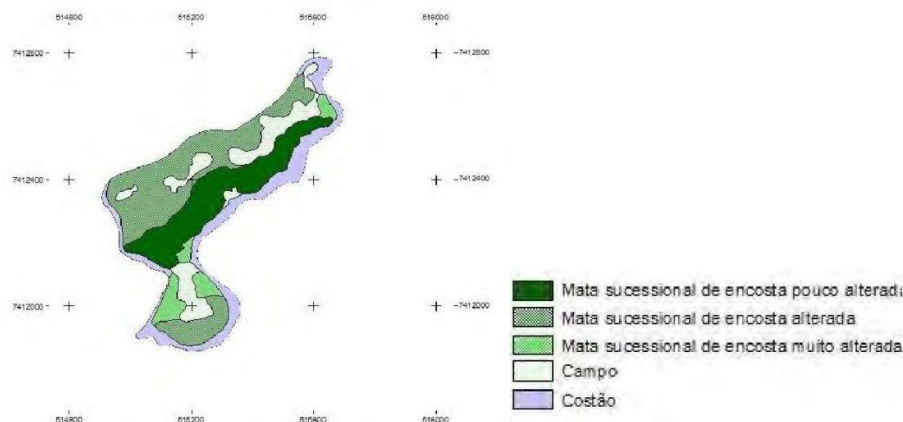 514800 515200 515600 516000
7412800 7412800
7412400 7412400
7412000 7412000
514800 515200 515600 516000
Mata sucessional de encosta pouco alterad
Mata sucessional de encosta alterada
Mata sucessional de encosta muito alterada
Campo
Costão